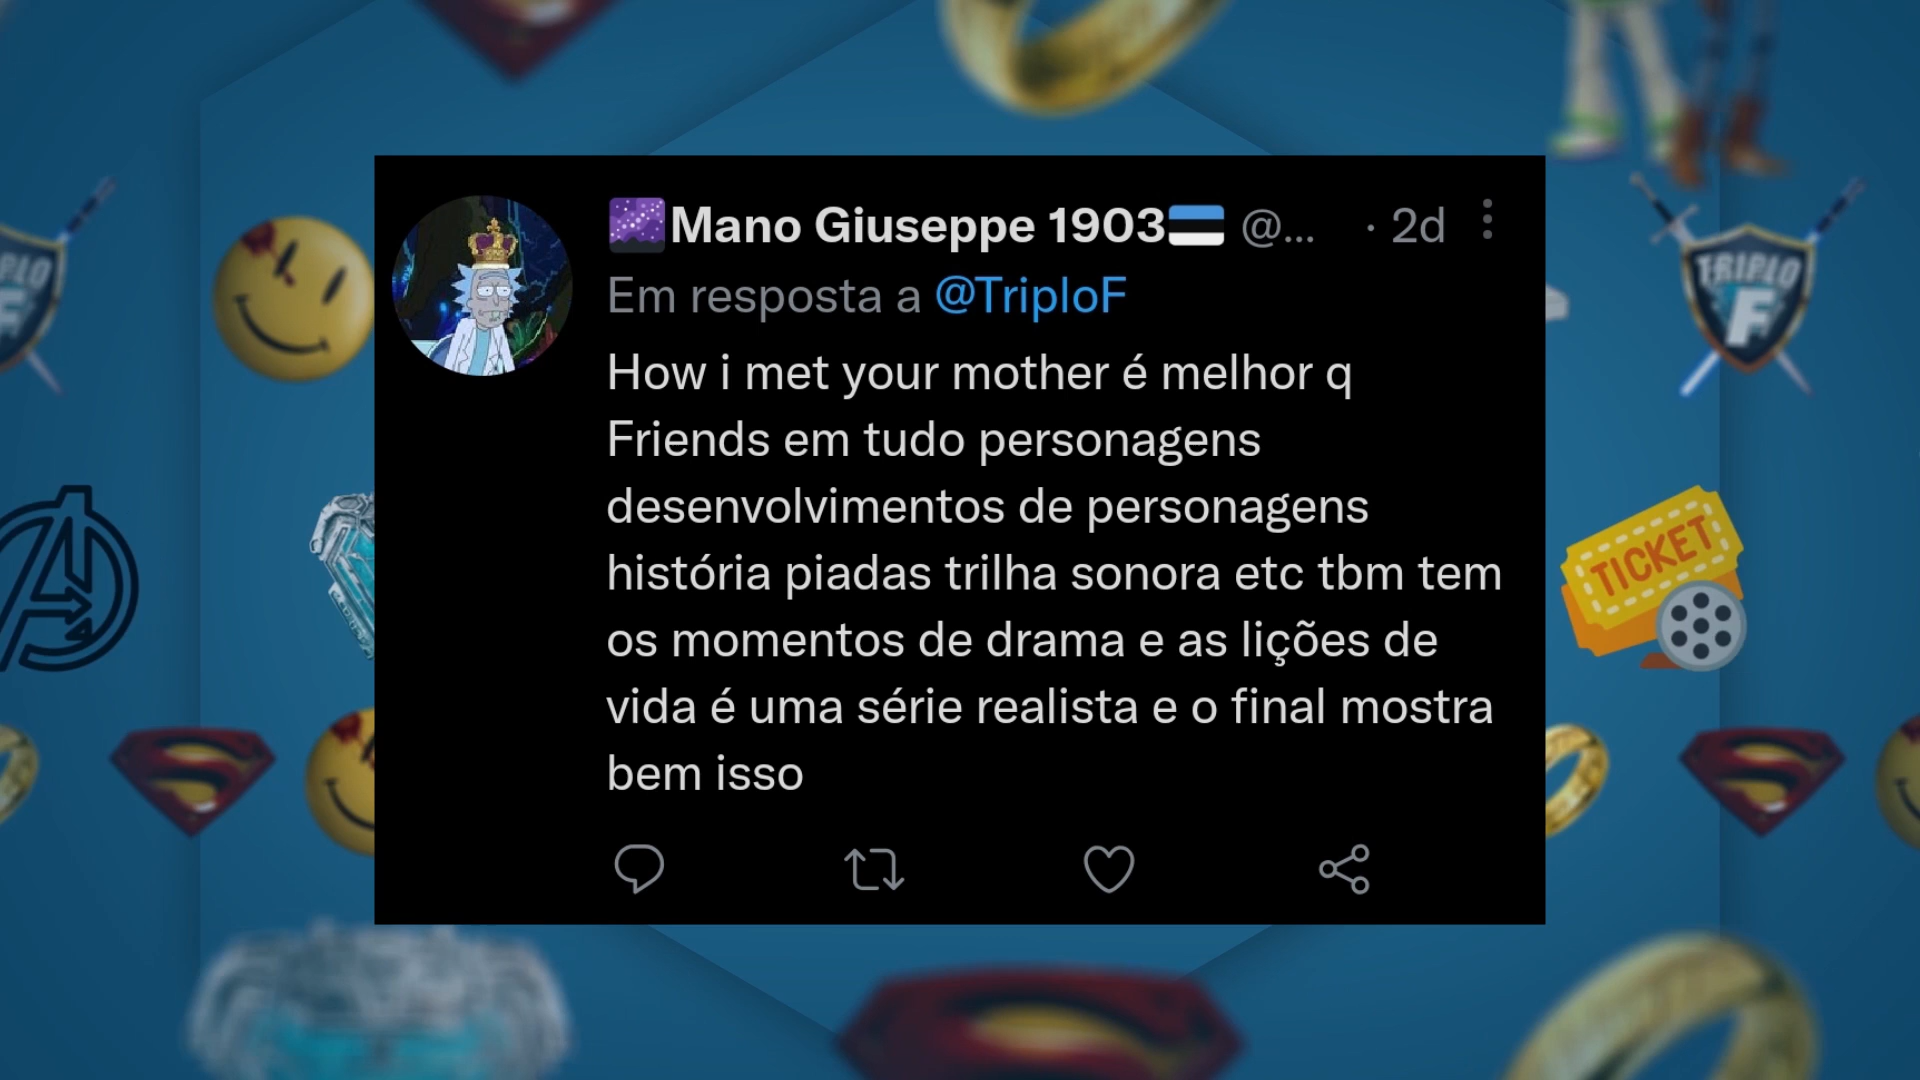 Mano Giuseppe 1903 @... · 2d
Em resposta a @TriploF
How i met your mother é melhor q
Friends em tudo personagens
desenvolvimentos de personagens
história piadas trilha sonora etc tbm tem
os momentos de drama e as lições de
vida é uma série realista e o final mostra
bem isso
PLO
F
TRIPLO
F
TICKET